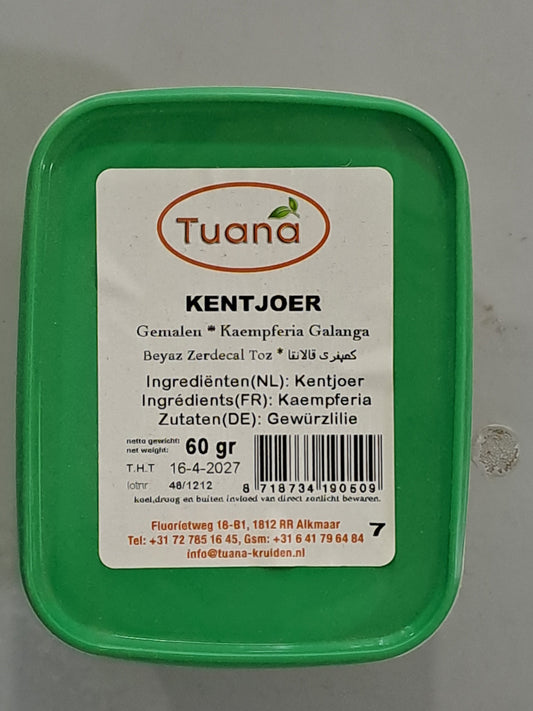 Tuana
KENTJOER
Gemalen * Kaempferia Galanga
Beyaz Zerdecal Toz * كمبفرى قالانقا
Ingrediënten(NL): Kentjoer
Ingrédients(FR): Kaempferia
Zutaten(DE): Gewürzlilie
netto gewicht: 60 gr
net weight:
T.H.T 16-4-2027
lotnr 48/1212
8 718734 190509
koel,droog en buiten invloed van direct zonlicht bewaren.
Fluorietweg 18-B1, 1812 RR Alkmaar
Tel: +31 72 785 16 45, Gsm: +31 6 41 79 64 84 7
info@tuana-kruiden.nl